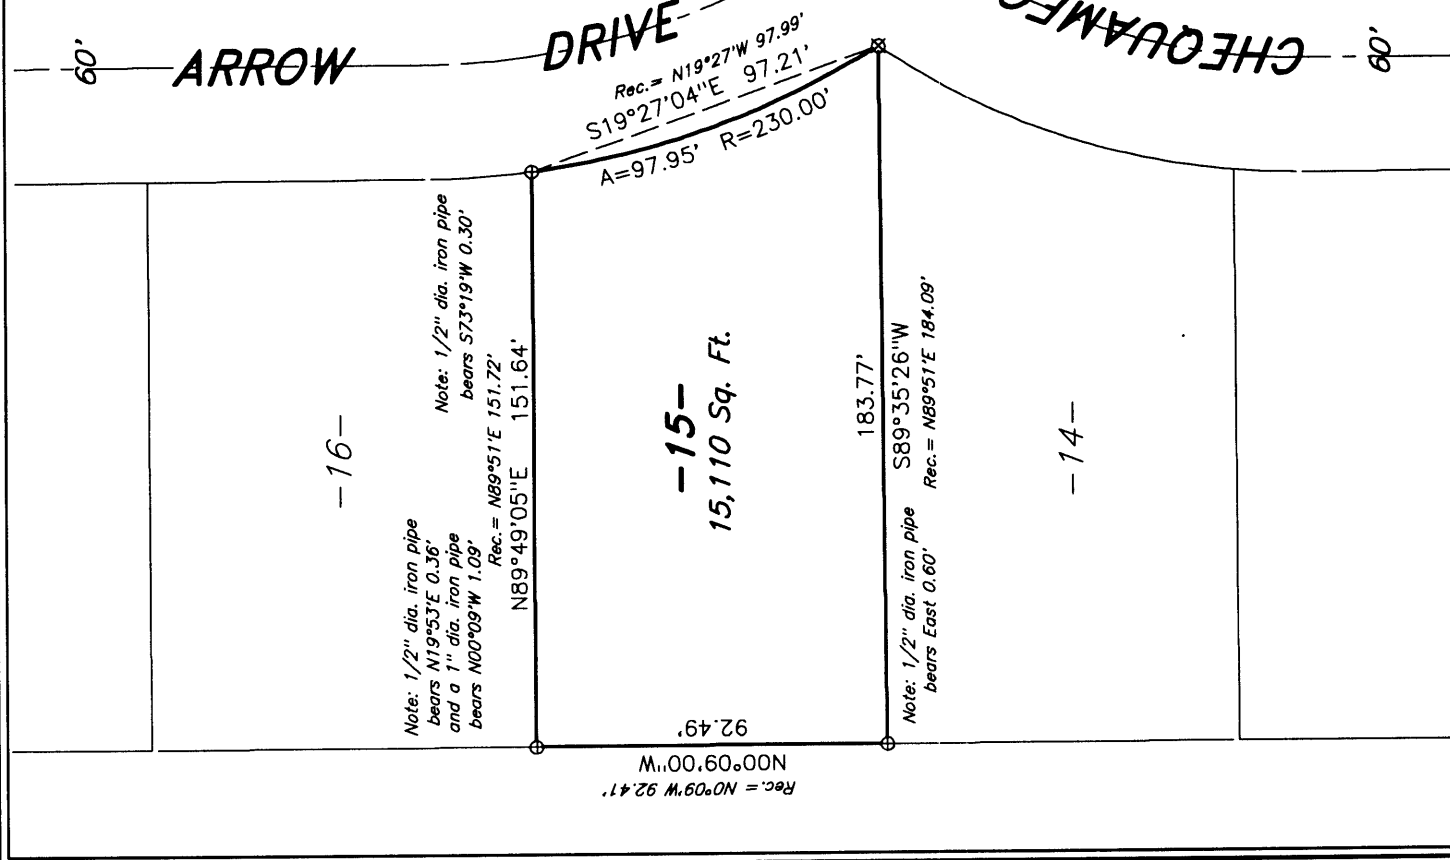 60'
ARROW
DRIVE
60'
Rec.= N19°27'W 97.99'
S19°27'04"E 97.21'
A=97.95' R=230.00'
Note: 1/2" dia. iron pipe
bears S73°19'W 0.30'
Note: 1/2" dia. iron pipe
bears N19°53'E 0.36'
and a 1" dia. iron pipe
bears N00°09'W 1.09'
Rec.= N89°51'E 151.72'
N89°49'05"E 151.64'
-16-
-15-
15,110 Sq. Ft.
183.77'
S89°35'26"W
Rec.= N89°51'E 184.09'
Note: 1/2" dia. iron pipe
bears East 0.60'
-14-
92.49'
N00°09'00"W
Rec.= N0°09'W 92.41'